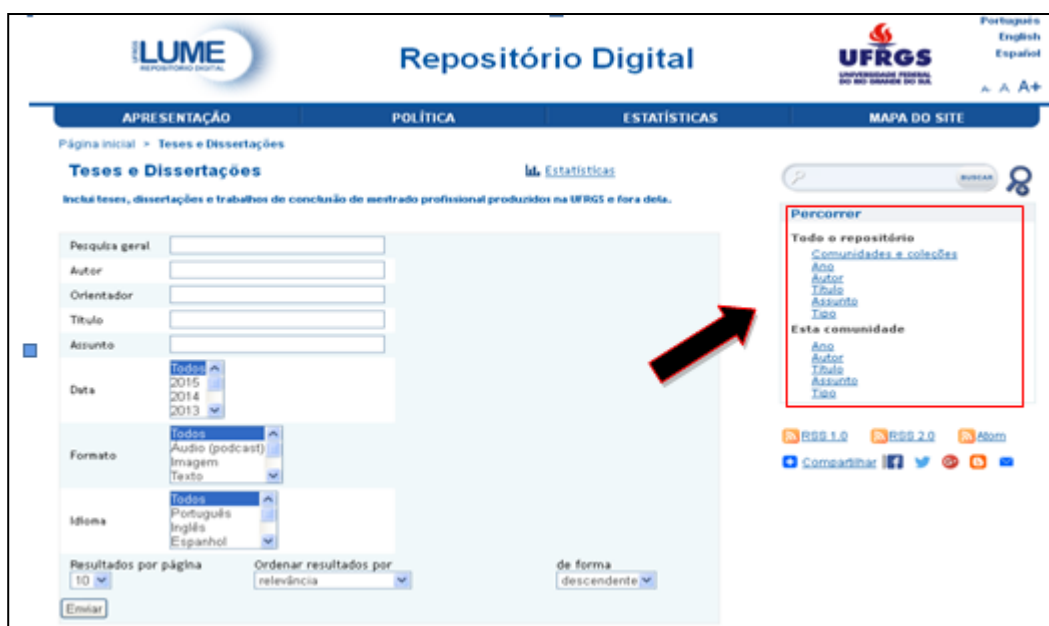 Português
English
Español
A- A A+
UFRGS
LUME
REPOSITÓRIO DIGITAL
Repositório Digital
UFRGS
UNIVERSIDADE FEDERAL
DO RIO GRANDE DO SUL
APRESENTAÇÃO POLÍTICA ESTATÍSTICAS MAPA DO SITE
Página inicial > Teses e Dissertações
Teses e Dissertações
Estatísticas
Inclui teses, dissertações e trabalhos de conclusão de mestrado profissional produzidos na UFRGS e fora dela.
Pesquisa geral
Autor
Orientador
Título
Assunto
Data
Todos
2015
2014
2013
Formato
Todos
Áudio (podcast)
Imagem
Texto
Idioma
Todos
Português
Inglês
Espanhol
Resultados por página Ordenar resultados por de forma
10 relevância descendente
Enviar
BUSCAR
Percorrer
Todo o repositório
Comunidades e coleções
Ano
Autor
Título
Assunto
Tipo
Esta comunidade
Ano
Autor
Título
Assunto
Tipo
RSS 1.0 RSS 2.0 Atom
Compartilhar